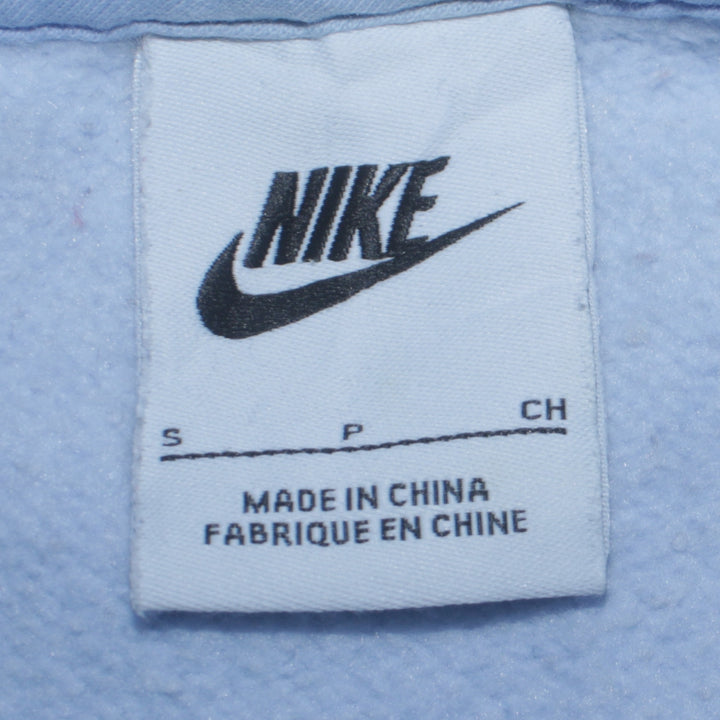 NIKE
S P CH
MADE IN CHINA
FABRIQUE EN CHINE